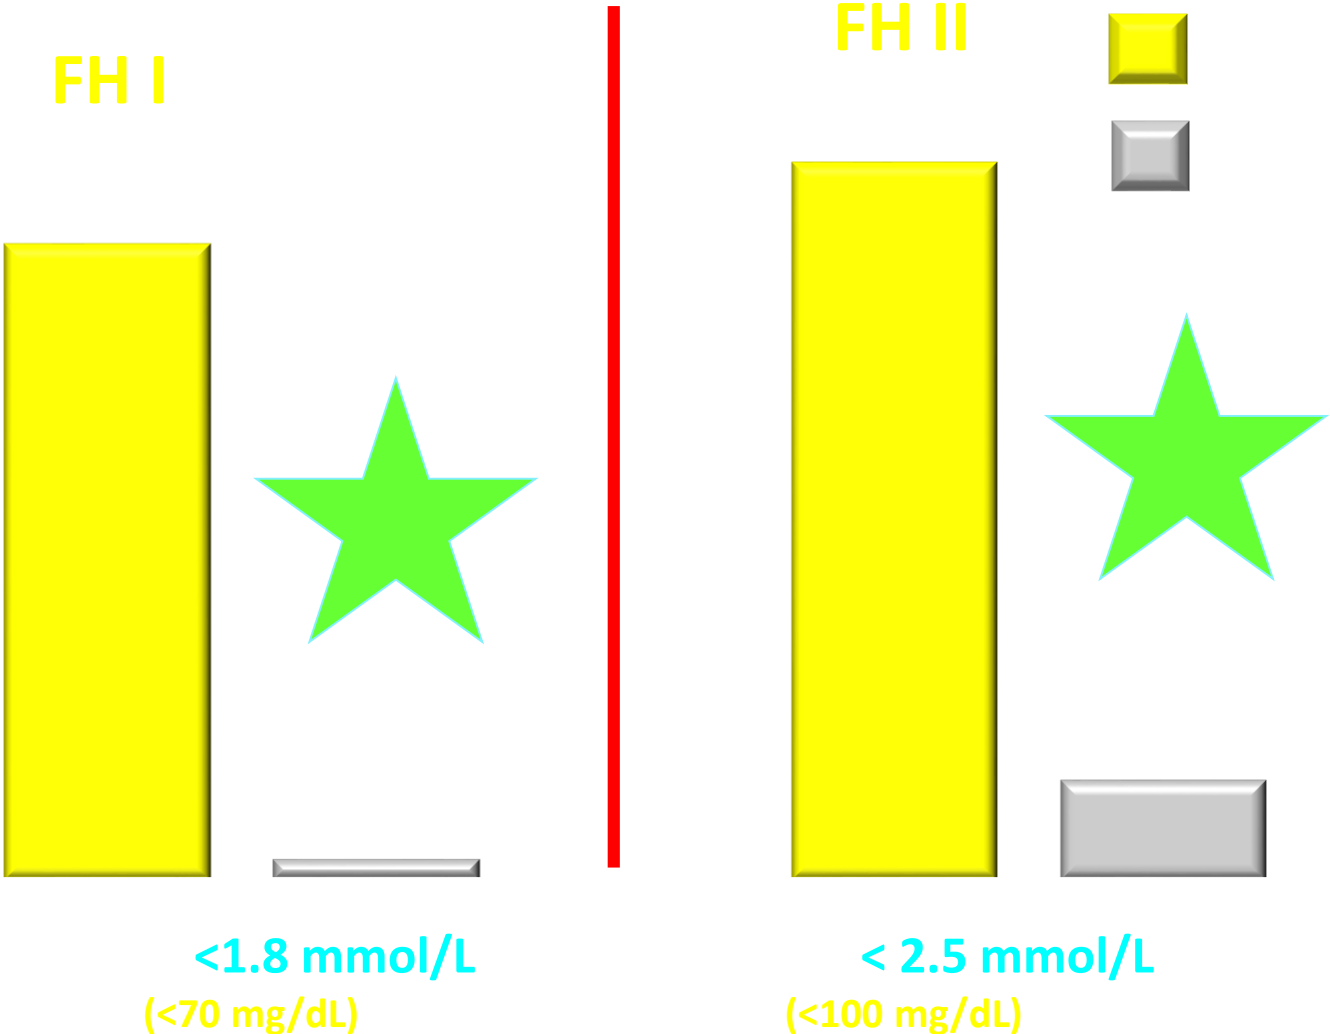 FH I
FH II
<1.8 mmol/L
(<70 mg/dL)
< 2.5 mmol/L
(<100 mg/dL)